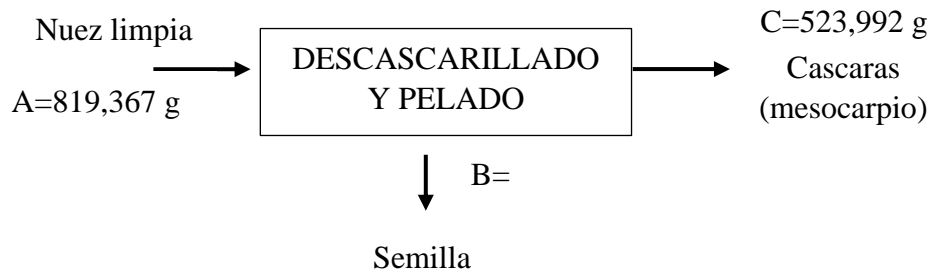 Nuez limpia
A=819,367 g
DESCASCARILLADO
Y PELADO
C=523,992 g
Cascaras
(mesocarpio)
B=
Semilla